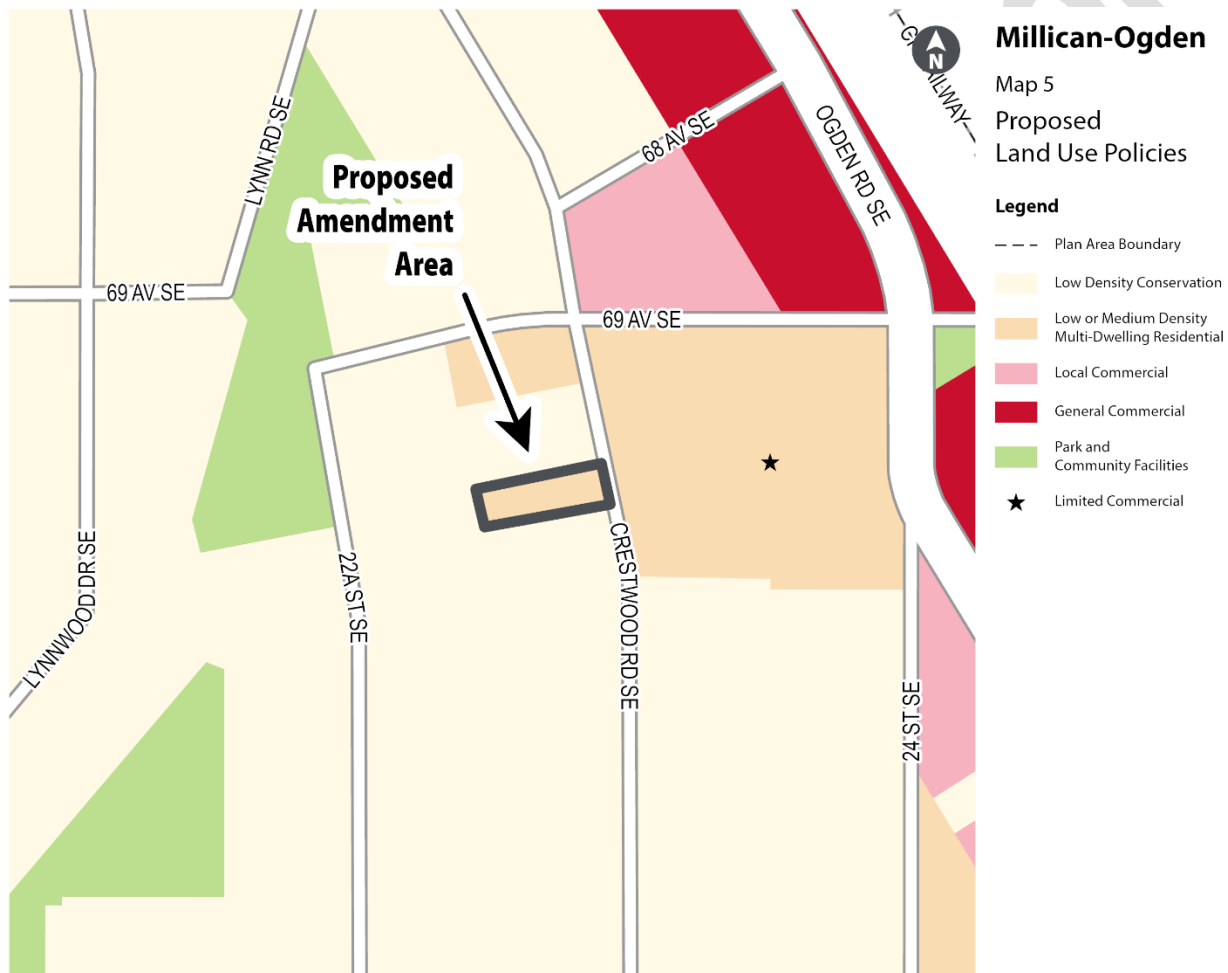 Millican-Ogden
Map 5
Proposed
Land Use Policies
Legend
Plan Area Boundary
Low Density Conservation
Low or Medium Density
Multi-Dwelling Residential
Local Commercial
General Commercial
Park and
Community Facilities
Limited Commercial
N
LYNN RD SE
68 AV SE
OGDEN RD SE
Proposed
Amendment
Area
69 AV SE
69 AV SE
LYNNWOOD DR SE
22A ST SE
CRESTWOOD RD SE
24 ST SE